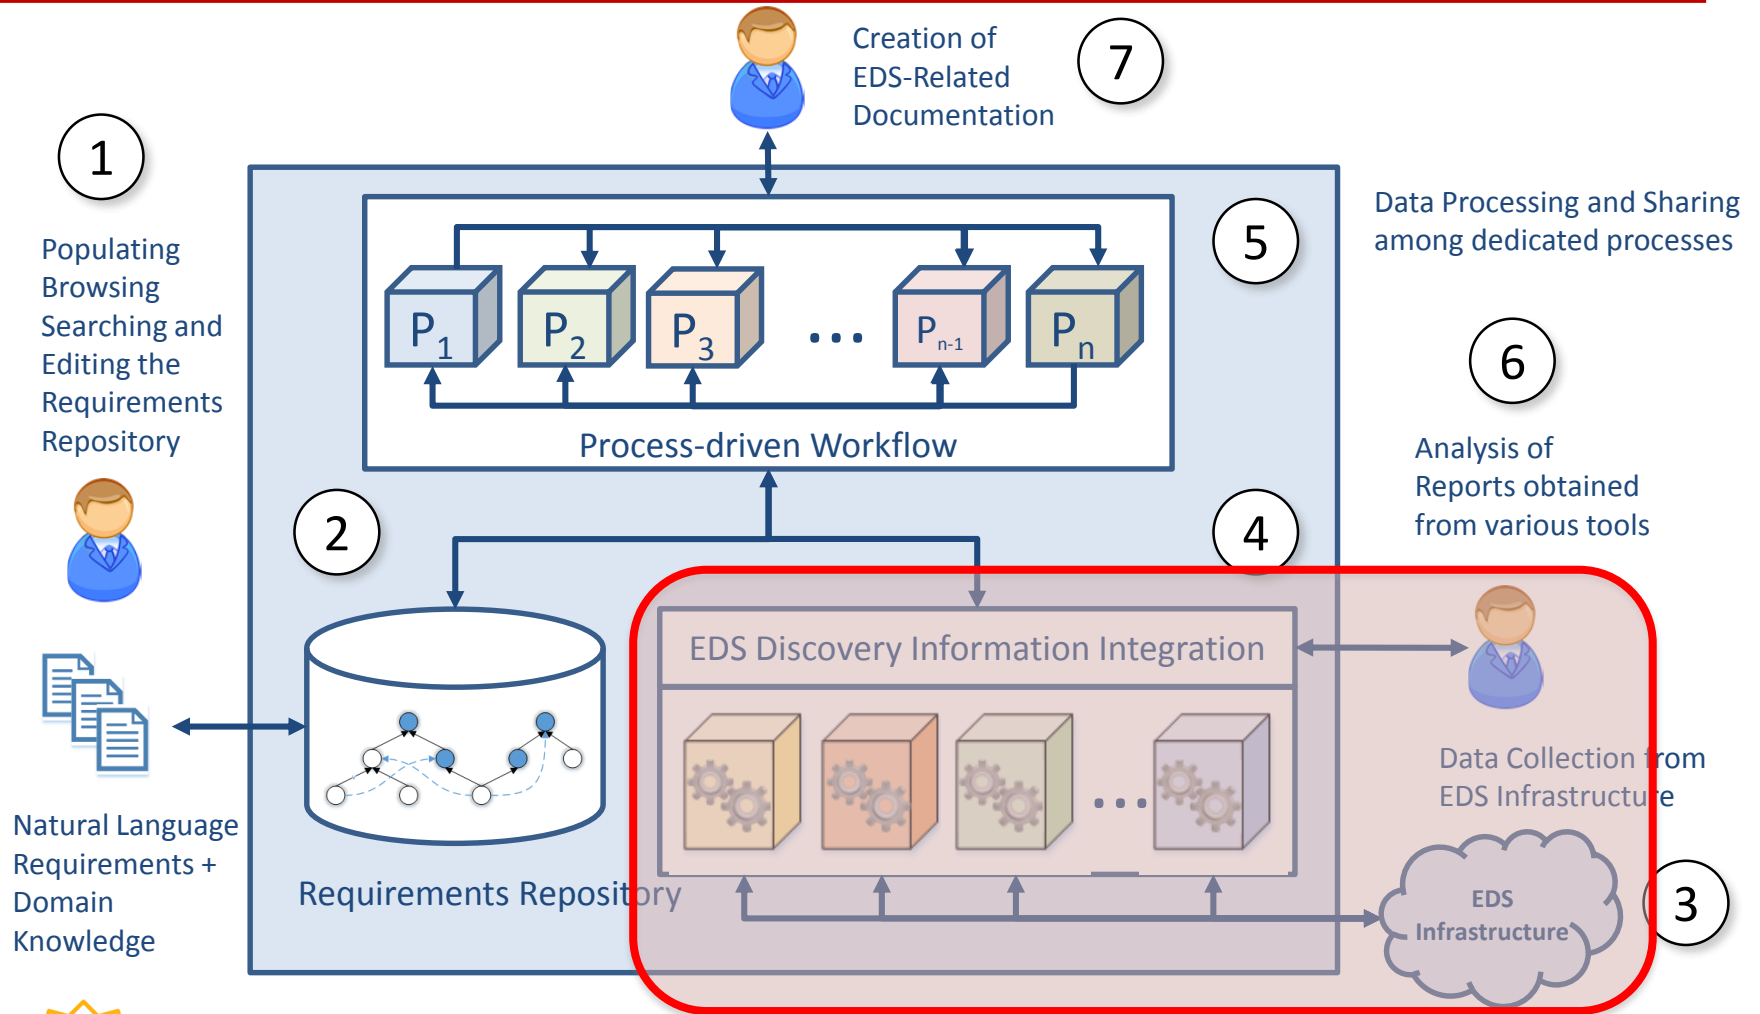 Creation of
EDS-Related
Documentation
7
1
Populating
Browsing
Searching and
Editing the
Requirements
Repository
5
Data Processing and Sharing
among dedicated processes
P1
P2
P3
...
Pn-1
Pn
Process-driven Workflow
6
Analysis of
Reports obtained
from various tools
2
4
EDS Discovery Information Integration
...
Data Collection from
EDS Infrastructure
Natural Language
Requirements +
Domain
Knowledge
Requirements Repository
EDS
Infrastructure
3